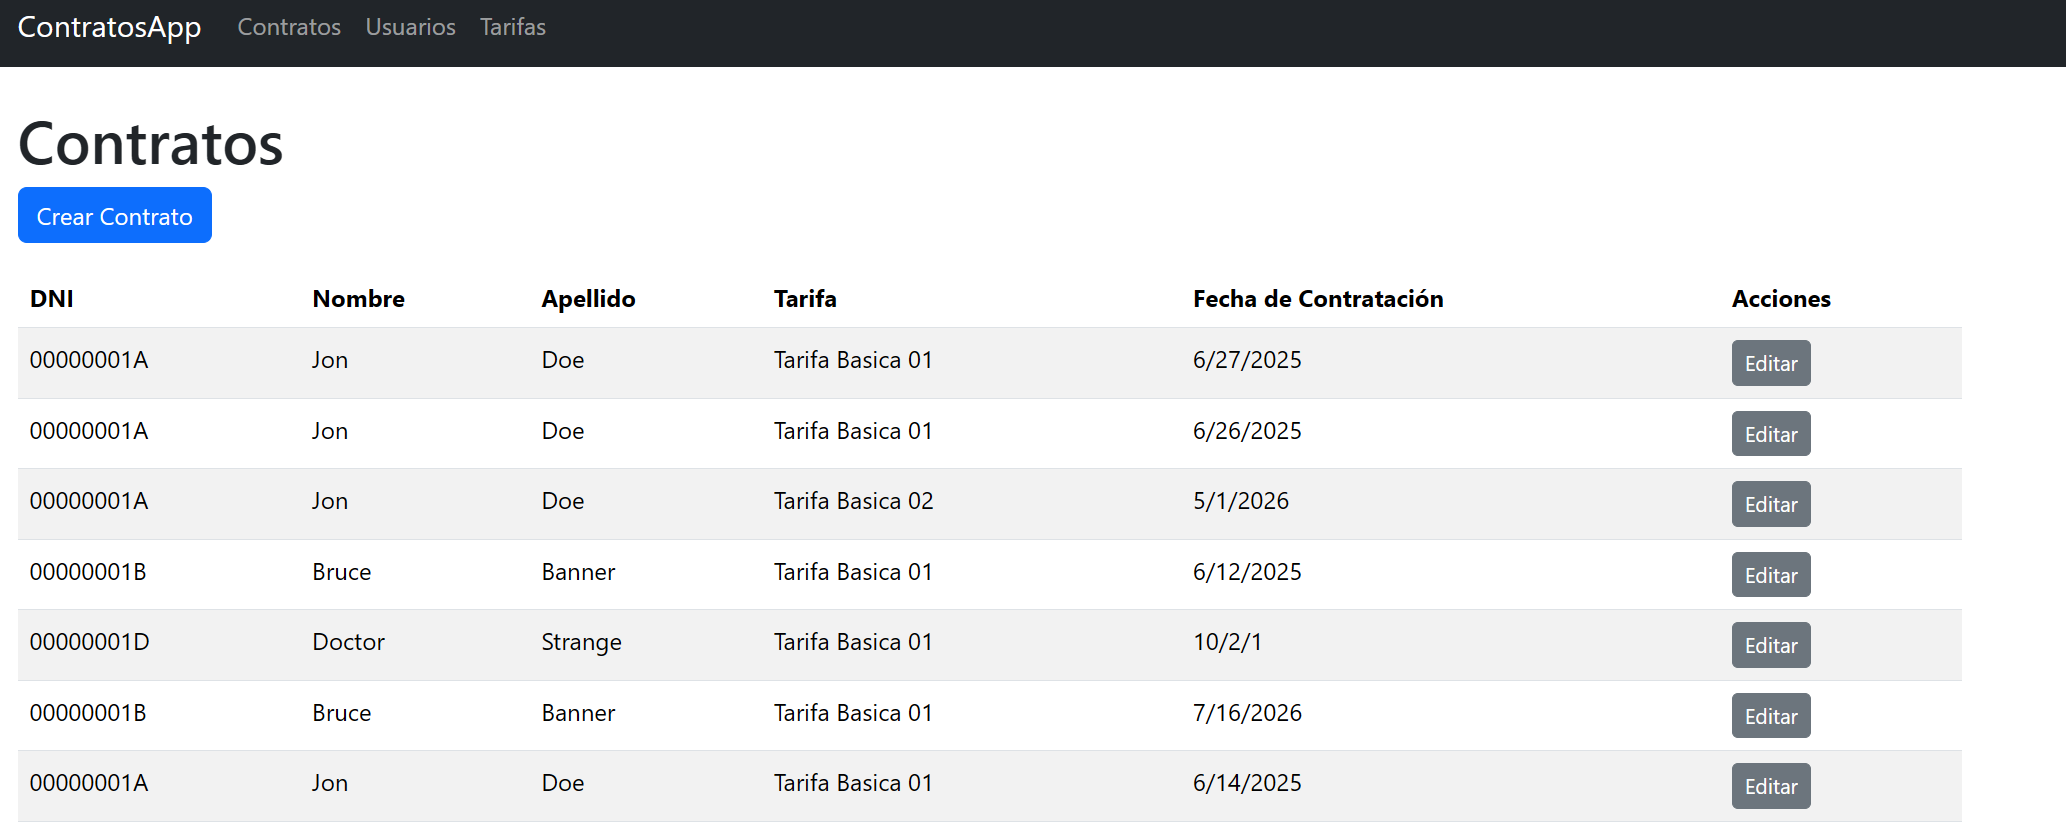 ContratosApp Contratos Usuarios Tarifas
Contratos
Crear Contrato
DNI Nombre Apellido Tarifa Fecha de Contratación Acciones
00000001A Jon Doe Tarifa Basica 01 6/27/2025 Editar
00000001A Jon Doe Tarifa Basica 01 6/26/2025 Editar
00000001A Jon Doe Tarifa Basica 02 5/1/2026 Editar
00000001B Bruce Banner Tarifa Basica 01 6/12/2025 Editar
00000001D Doctor Strange Tarifa Basica 01 10/2/1 Editar
00000001B Bruce Banner Tarifa Basica 01 7/16/2026 Editar
00000001A Jon Doe Tarifa Basica 01 6/14/2025 Editar